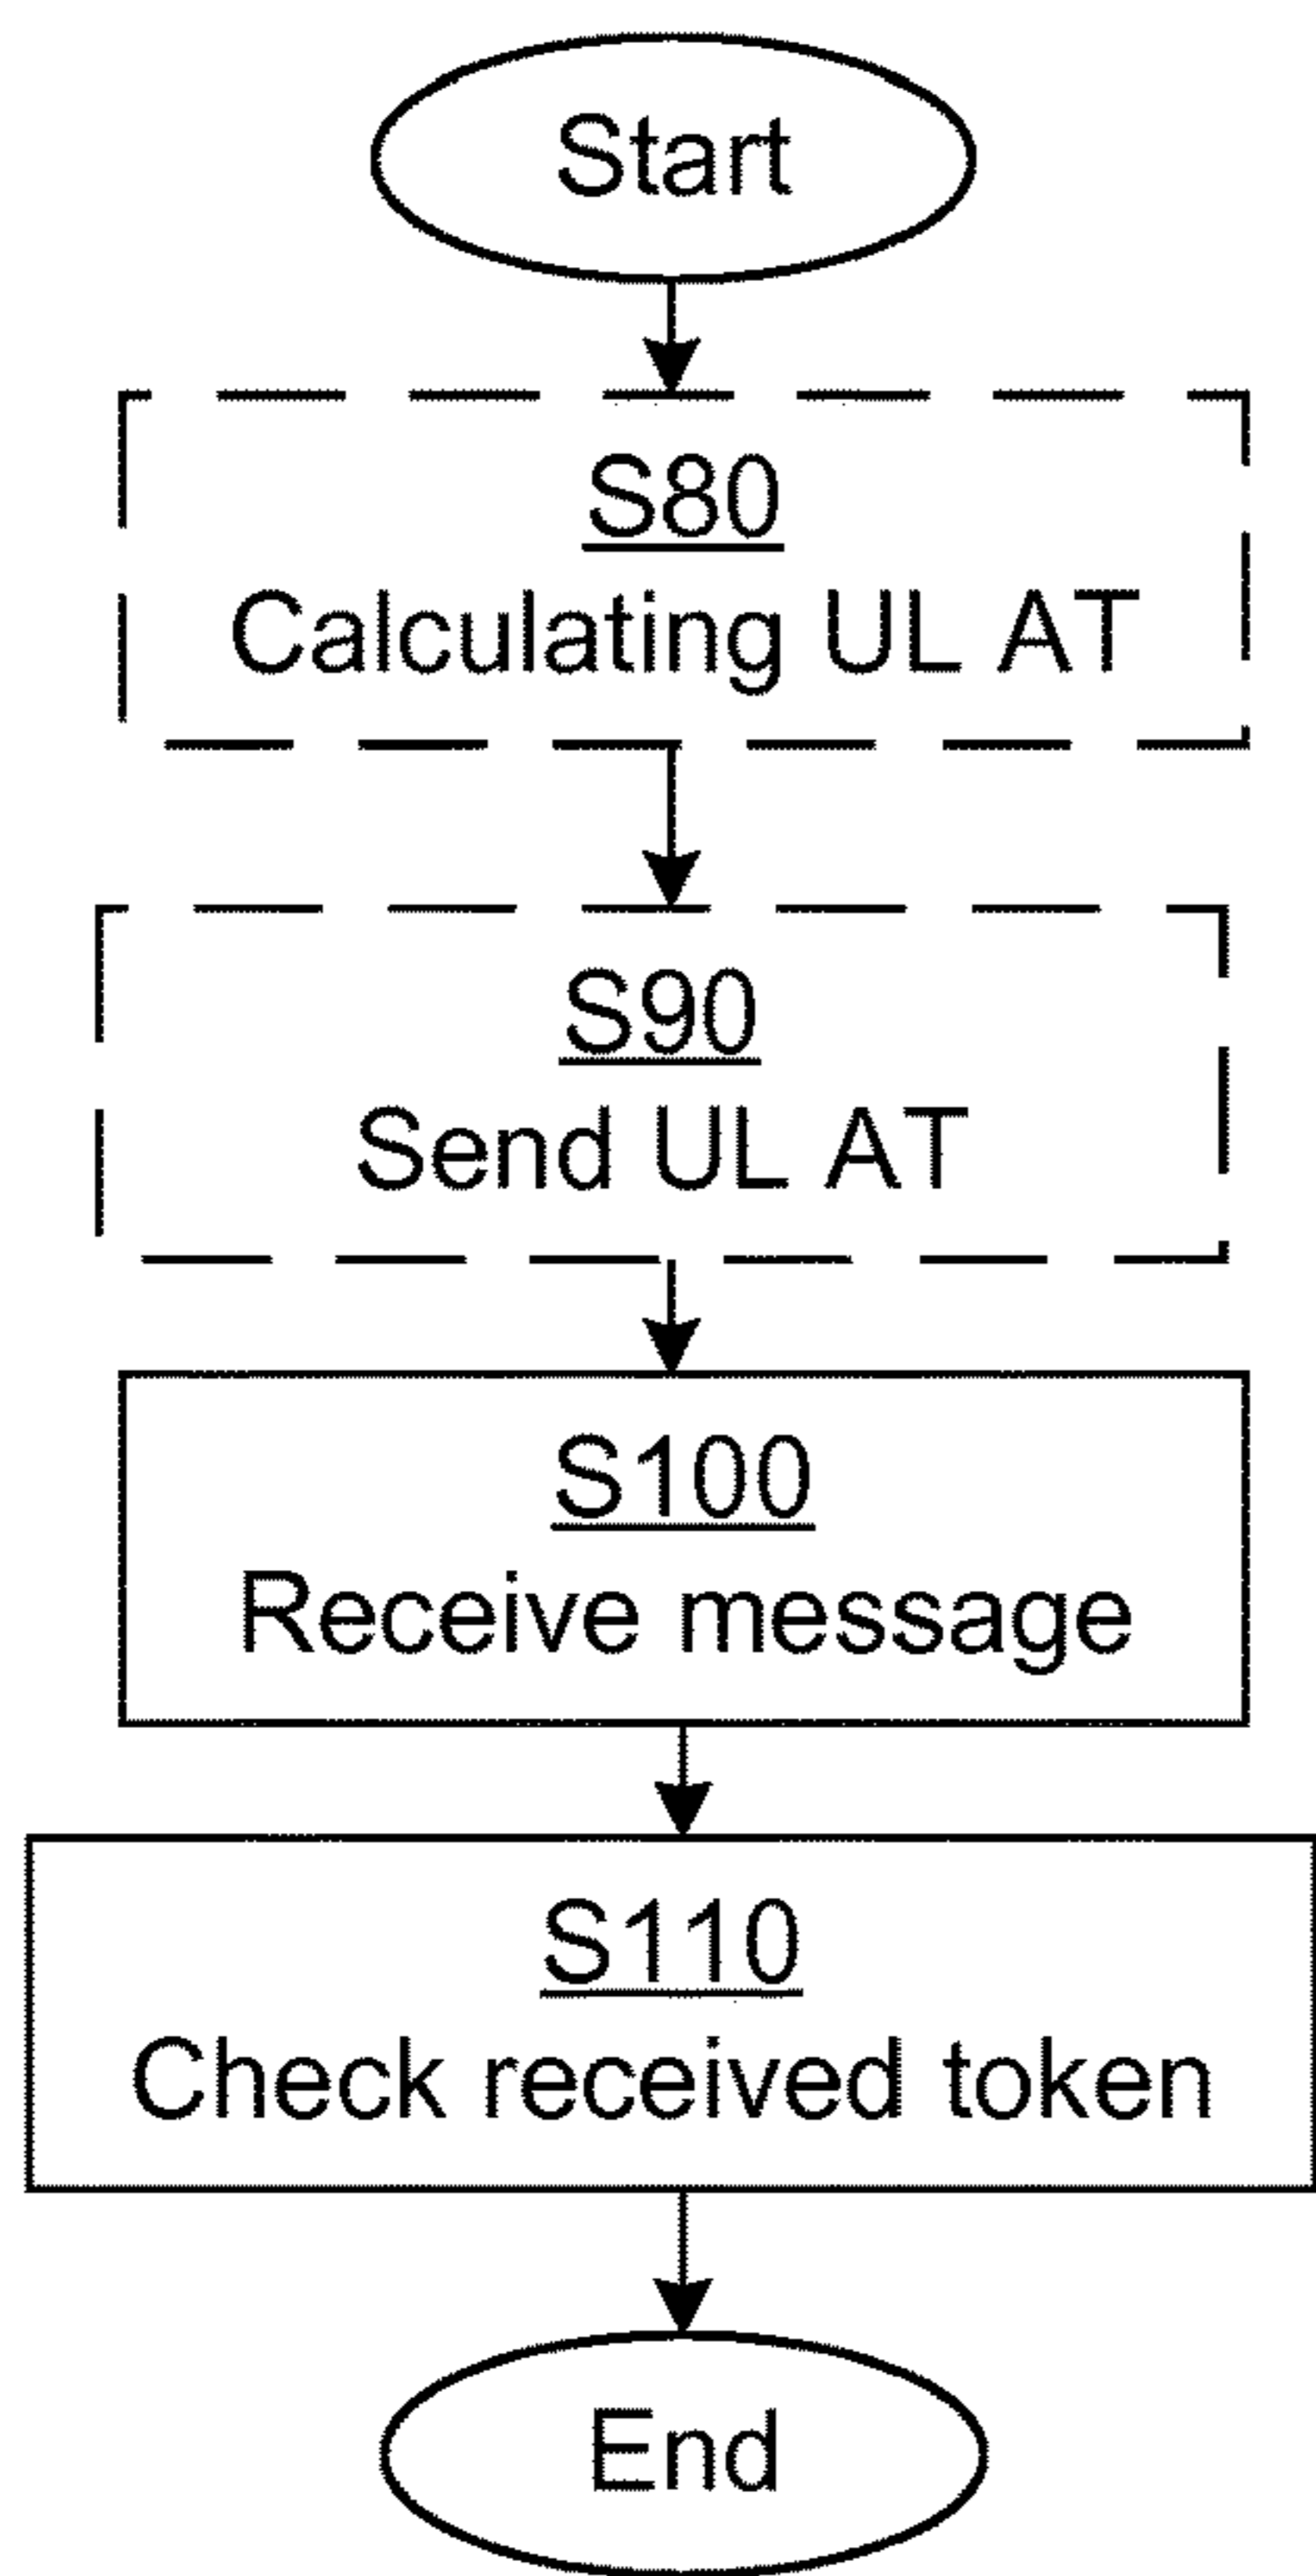 Start
S80
Calculating UL AT
S90
Send UL AT
S100
Receive message
S110
Check received token
End